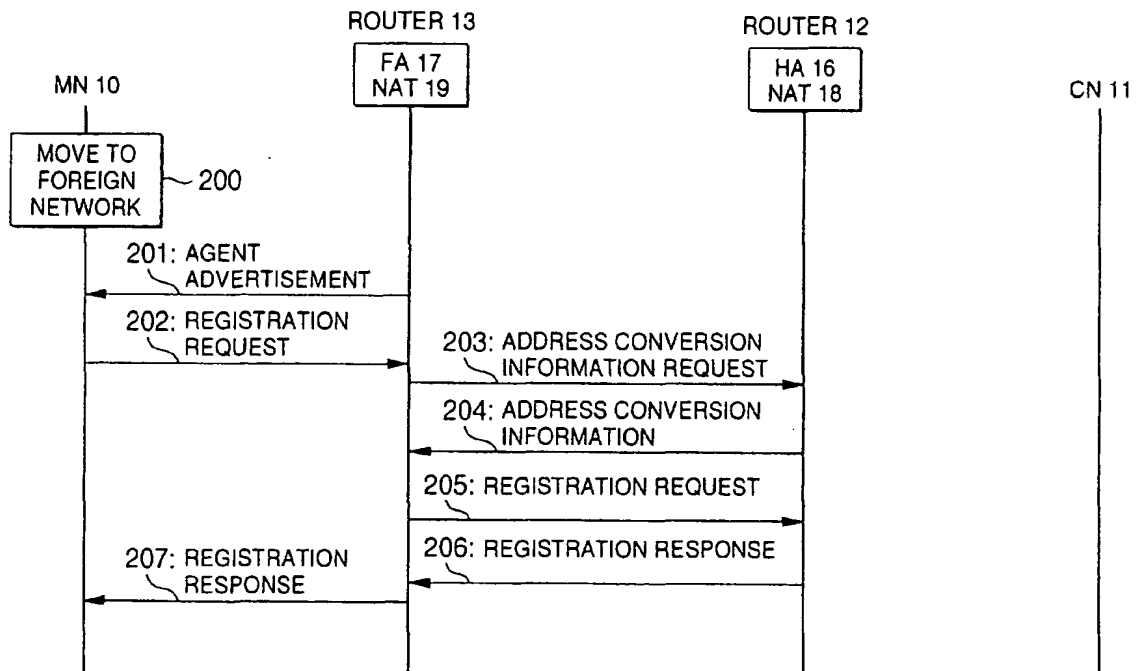 ROUTER 13
ROUTER 12
FA 17
NAT 19
HA 16
NAT 18
MN 10
CN 11
MOVE TO
FOREIGN
NETWORK
200
201: AGENT
ADVERTISEMENT
202: REGISTRATION
REQUEST
203: ADDRESS CONVERSION
INFORMATION REQUEST
204: ADDRESS CONVERSION
INFORMATION
205: REGISTRATION REQUEST
206: REGISTRATION RESPONSE
207: REGISTRATION
RESPONSE